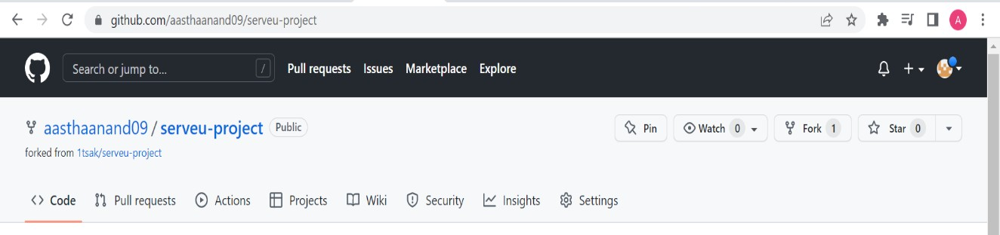 github.com/aasthaanand09/serveu-project
A
Search or jump to... / Pull requests Issues Marketplace Explore
aasthaanand09 / serveu-project Public Pin Watch 0 Fork 1 Star 0
forked from 1tsak/serveu-project
Code Pull requests Actions Projects Wiki Security Insights Settings